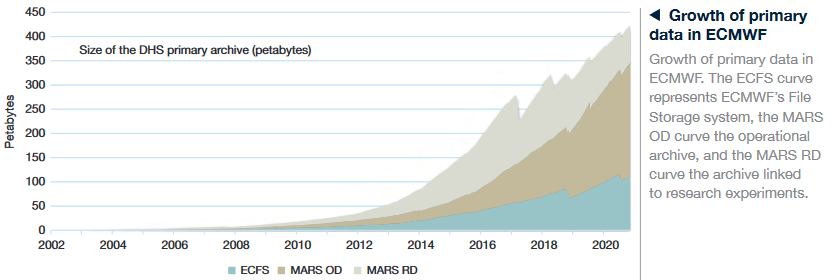 450
400
350
300
250
200
150
100
50
0
Petabytes
Size of the DHS primary archive (petabytes)
2002 2004 2006 2008 2010 2012 2014 2016 2018 2020
ECFS MARS OD MARS RD
Growth of primary
data in ECMWF
Growth of primary data in
ECMWF. The ECFS curve
represents ECMWF's File
Storage system, the MARS
OD curve the operational
archive, and the MARS RD
curve the archive linked
to research experiments.